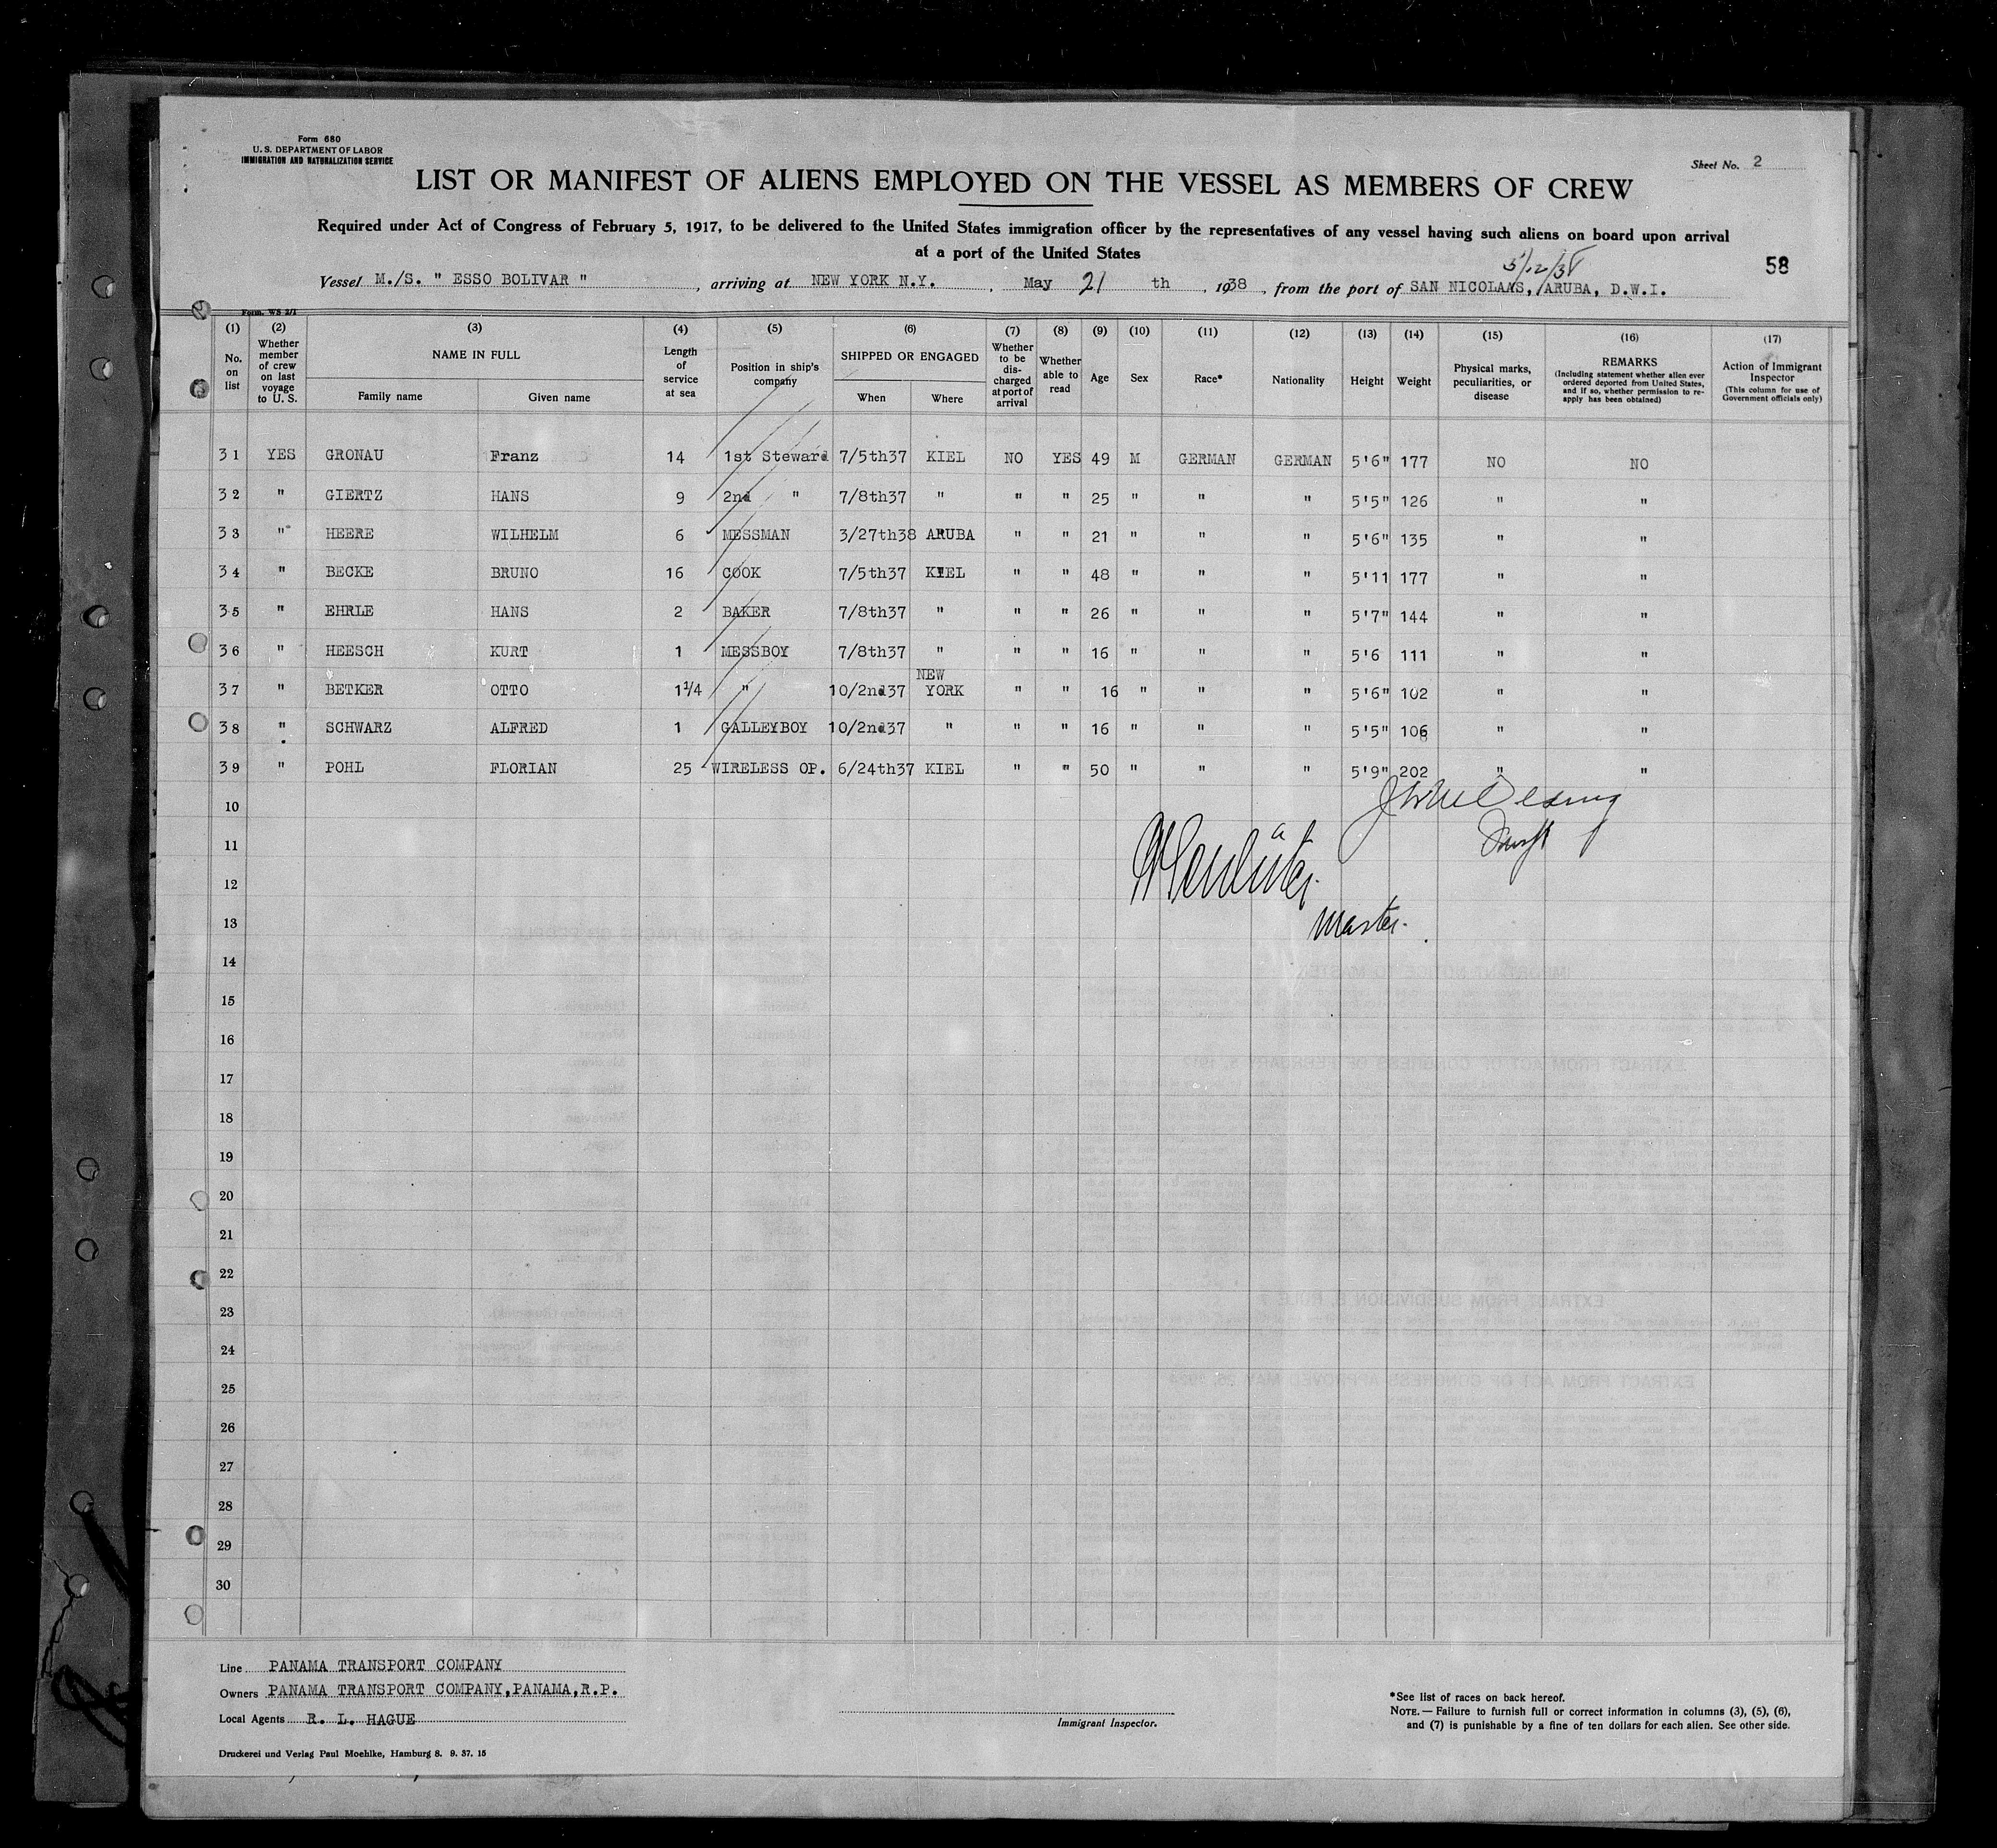 Form 680
U. S. DEPARTMENT OF LABOR
IMMIGRATION AND NATURALIZATION SERVICE
Sheet No. 2
LIST OR MANIFEST OF ALIENS EMPLOYED ON THE VESSEL AS MEMBERS OF CREW
Required under Act of Congress of February 5, 1917, to be delivered to the United States immigration officer by the representatives of any vessel having such aliens on board upon arrival
at a port of the United States
5/12/38
58
Vessel M./S. " ESSO BOLIVAR " , arriving at NEW YORK N.Y. , May 21 th , 1938 , from the port of SAN NICOLAAS, ARUBA, D.W.I.
Form. WS 2/1
(1) (2) (3) (4) (5) (6) (7) (8) (9) (10) (11) (12) (13) (14) (15) (16) (17)
No. on list
Whether member of crew on last voyage to U. S.
NAME IN FULL
Family name
Given name
Length of service at sea
Position in ship's company
SHIPPED OR ENGAGED
When
Where
Whether to be dis-charged at port of arrival
Whether able to read
Age
Sex
Race*
Nationality
Height
Weight
Physical marks, peculiarities, or disease
REMARKS
(Including statement whether alien ever ordered deported from United States, and if so, whether permission to re-apply has been obtained)
Action of Immigrant Inspector
(This column for use of Government officials only)
31 YES GRONAU Franz 14 1st Steward 7/5th37 KIEL NO YES 49 M GERMAN GERMAN 5'6" 177 NO NO
32 " GIERTZ HANS 9 2nd " 7/8th37 " " " 25 " " " 5'5" 126 " "
33 " HEERE WILHELM 6 MESSMAN 3/27th38 ARUBA " " 21 " " " 5'6" 135 " "
34 " BECKE BRUNO 16 COOK 7/5th37 KIEL " " 48 " " " 5'11 177 " "
35 " EHRLE HANS 2 BAKER 7/8th37 " " " 26 " " " 5'7" 144 " "
36 " HEESCH KURT 1 MESSBOY 7/8th37 " " " 16 " " " 5'6 111 " "
37 " BETKER OTTO 1¼ " 10/2nd37 NEW YORK " " 16 " " " 5'6" 102 " "
38 " SCHWARZ ALFRED 1 GALLEYBOY 10/2nd37 " " " 16 " " " 5'5" 106 " "
39 " POHL FLORIAN 25 WIRELESS OP. 6/24th37 KIEL " " 50 " " " 5'9" 202 " "
10
11
12
13 Master.
14
15
16
17
18
19
20
21
22
23
24
25
26
27
28
29
30
Line PANAMA TRANSPORT COMPANY
Owners PANAMA TRANSPORT COMPANY,PANAMA,R.P.
Local Agents R. L. HAGUE
Immigrant Inspector.
*See list of races on back hereof.
NOTE. — Failure to furnish full or correct information in columns (3), (5), (6),
and (7) is punishable by a fine of ten dollars for each alien. See other side.
Druckerei und Verlag Paul Moehlke, Hamburg 8. 9. 37. 15